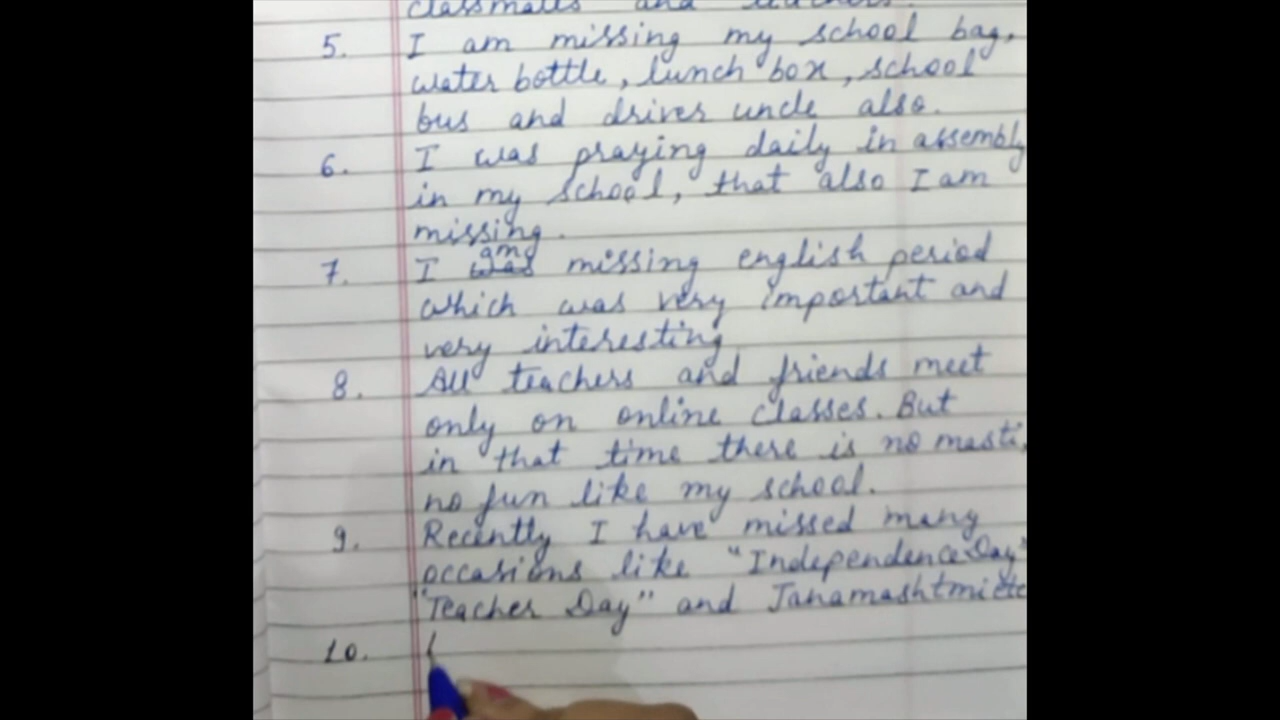 classmates and teachers.
5. I am missing my school bag,
water bottle, lunch box, school
bus and driver uncle also.
6. I was praying daily in assembly
in my school, that also I am
missing.
am
7. I was missing english period
which was very important and
very interesting
8. All teachers and friends meet
only on online classes. But
in that time there is no masti,
no fun like my school.
9. Recently I have missed many
occasions like "Independence Day"
"Teacher Day" and Janamashtmi etc
10.